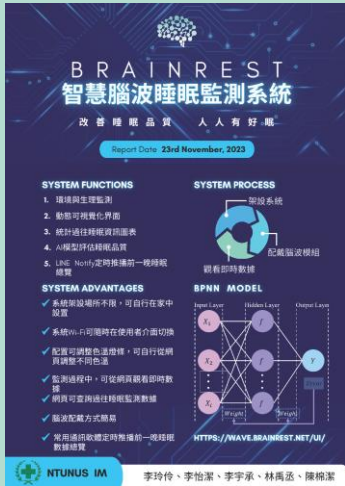 BRAINREST
智慧腦波睡眠監測系統
改善睡眠品質 人人有好眠
Report Date 23rd November, 2023
SYSTEM FUNCTIONS
1. 環境與生理監測
2. 動態可視覺化界面
3. 統計過往睡眠資訊圖表
4. AI模型評估睡眠品質
5. LINE Notify定時推播前一晚睡眠
總覽
SYSTEM PROCESS
架設系統
配戴腦波模組
觀看即時數據
SYSTEM ADVANTAGES
系統架設場所不限，可自行在家中
設置
系統Wi-Fi可隨時在使用者介面切換
配置可調整色溫燈條，可自行從網
頁調整不同色溫
監測過程中，可從網頁觀看即時數
據
網頁可查詢過往睡眠監測數據
腦波配戴方式簡易
常用通訊軟體定時推播前一晚睡眠
數據總覽
BPNN MODEL
Input Layer Hidden Layer Output Layer
X1 f
X2 f y
Error
Xi f
Weight Weight
HTTPS://WAVE.BRAINREST.NET/UI/
NTUNUS IM
李玲伶、李怡潔、李宇承、林禹丞、陳棉潔